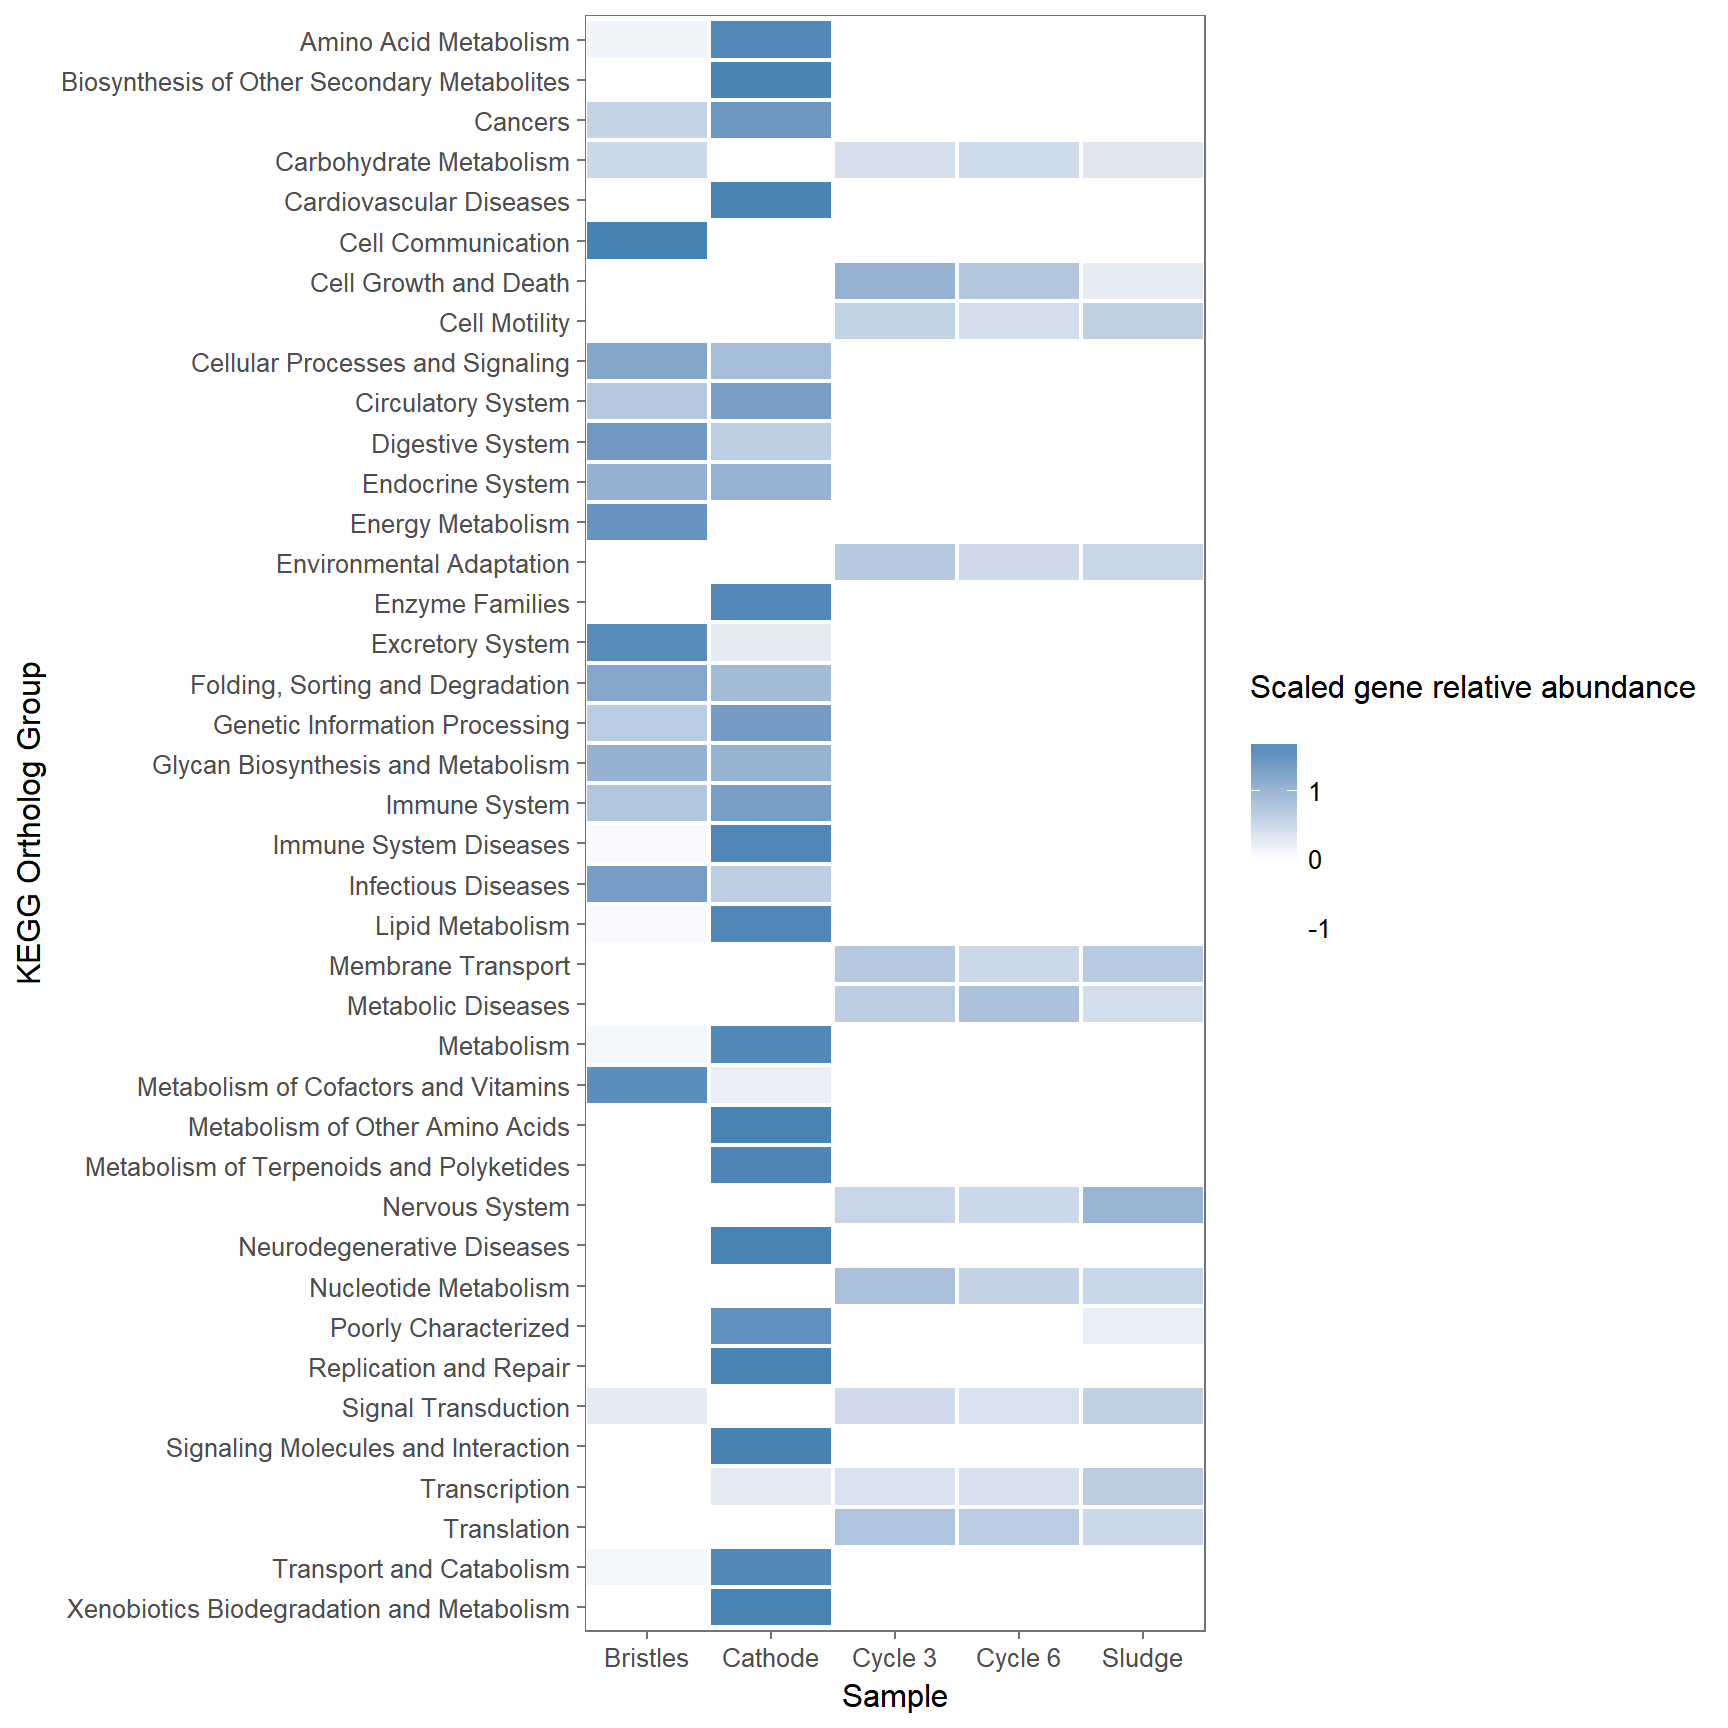 Amino Acid Metabolism
Biosynthesis of Other Secondary Metabolites
Cancers
Carbohydrate Metabolism
Cardiovascular Diseases
Cell Communication
Cell Growth and Death
Cell Motility
Cellular Processes and Signaling
Circulatory System
Digestive System
Endocrine System
Energy Metabolism
Environmental Adaptation
Enzyme Families
Excretory System
Folding, Sorting and Degradation
Genetic Information Processing
Glycan Biosynthesis and Metabolism
Immune System
Immune System Diseases
Infectious Diseases
Lipid Metabolism
Membrane Transport
Metabolic Diseases
Metabolism
Metabolism of Cofactors and Vitamins
Metabolism of Other Amino Acids
Metabolism of Terpenoids and Polyketides
Nervous System
Neurodegenerative Diseases
Nucleotide Metabolism
Poorly Characterized
Replication and Repair
Signal Transduction
Signaling Molecules and Interaction
Transcription
Translation
Transport and Catabolism
Xenobiotics Biodegradation and Metabolism
KEGG Ortholog Group
Bristles Cathode Cycle 3 Cycle 6 Sludge
Sample
Scaled gene relative abundance
1
0
-1